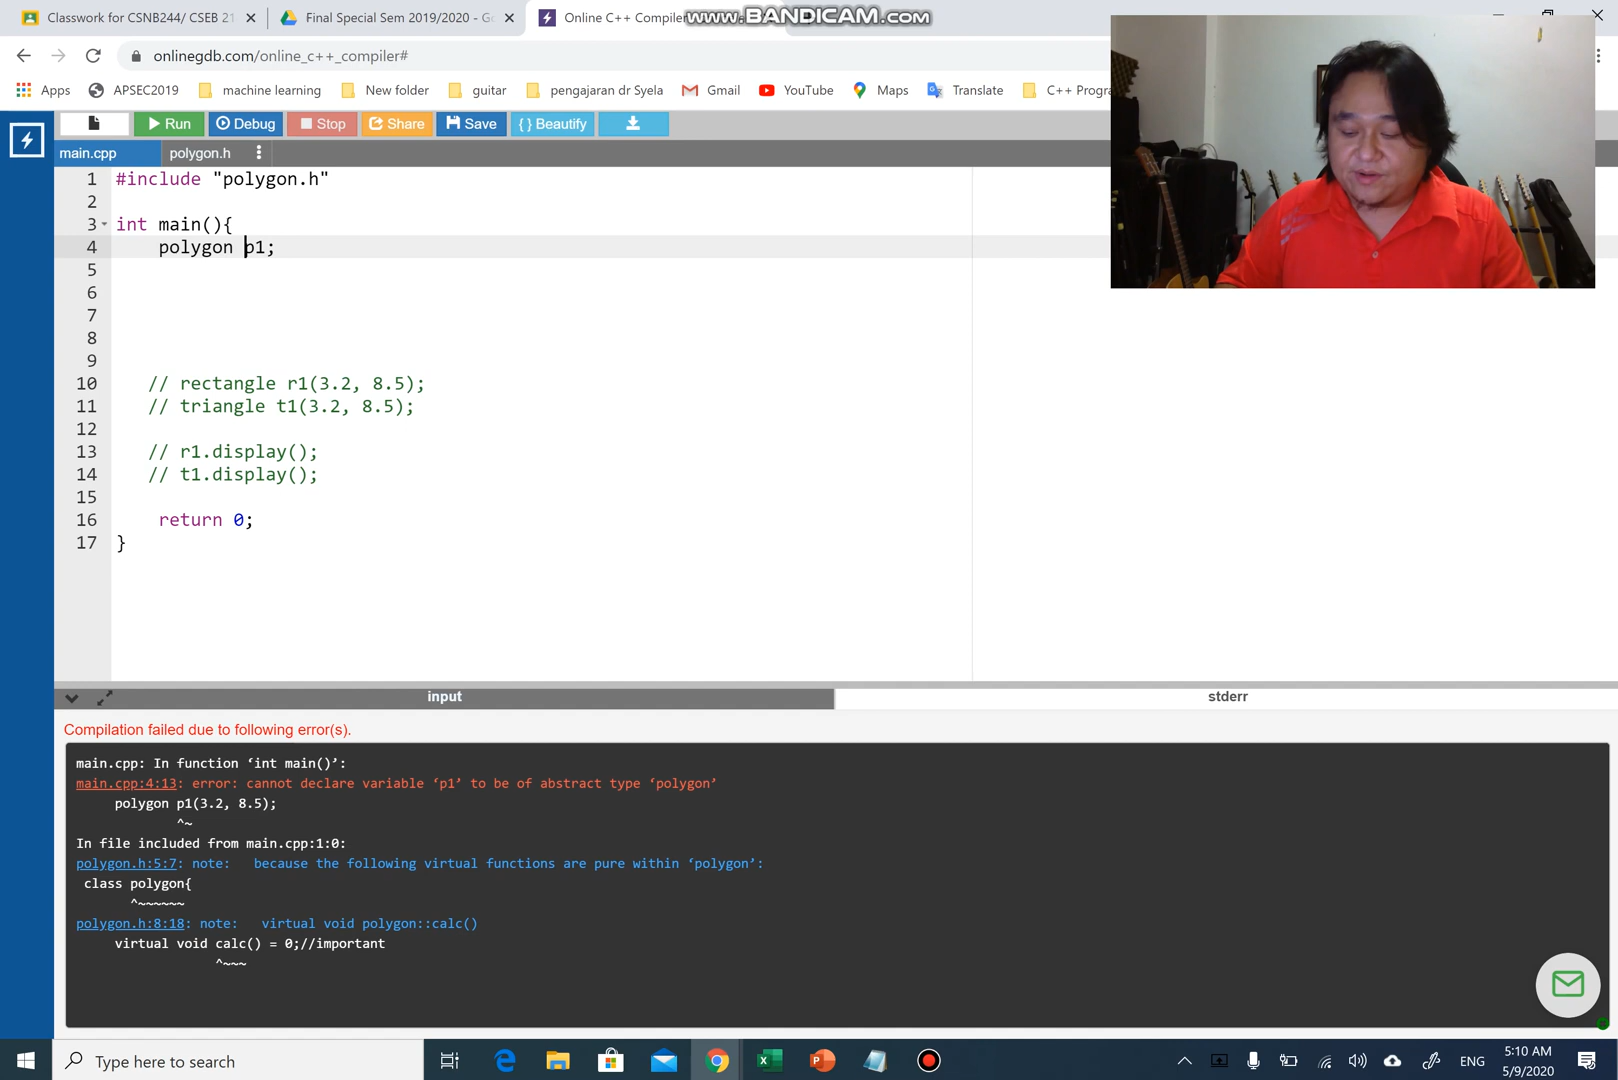 Classwork for CSNB244/ CSEB 21
Final Special Sem 2019/2020 - Go
Online C++ Compiler
www.BANDICAM.com
onlinegdb.com/online_c++_compiler#
Apps
APSEC2019
machine learning
New folder
guitar
pengajaran dr Syela
Gmail
YouTube
Maps
Translate
C++ Progra
Run
Debug
Stop
Share
Save
{ } Beautify
main.cpp
polygon.h
1 #include "polygon.h"
2
3 int main(){
4 polygon p1;
5
6
7
8
9
10 // rectangle r1(3.2, 8.5);
11 // triangle t1(3.2, 8.5);
12
13 // r1.display();
14 // t1.display();
15
16 return 0;
17 }
input
stderr
Compilation failed due to following error(s).
main.cpp: In function ‘int main()’:
main.cpp:4:13: error: cannot declare variable ‘p1’ to be of abstract type ‘polygon’
polygon p1(3.2, 8.5);
^~
In file included from main.cpp:1:0:
polygon.h:5:7: note:   because the following virtual functions are pure within ‘polygon’:
class polygon{
^~~~~~~
polygon.h:8:18: note:   virtual void polygon::calc()
virtual void calc() = 0;//important
^~~~
Type here to search
ENG
5:10 AM
5/9/2020